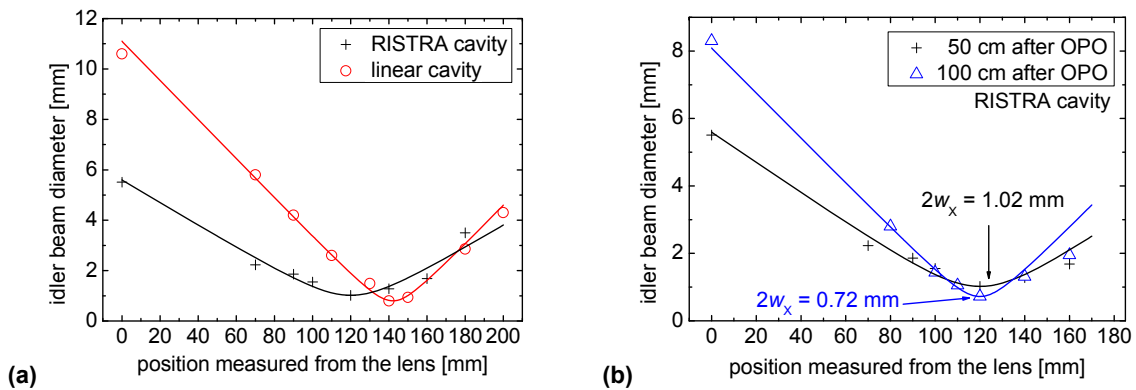 12
10
8
6
4
2
0
idler beam diameter [mm]
RISTRA cavity
linear cavity
0 20 40 60 80 100 120 140 160 180 200
position measured from the lens [mm]
(a)
8
6
4
2
0
idler beam diameter [mm]
50 cm after OPO
100 cm after OPO
RISTRA cavity
2wx = 1.02 mm
2wx = 0.72 mm
0 20 40 60 80 100 120 140 160 180
position measured from the lens [mm]
(b)